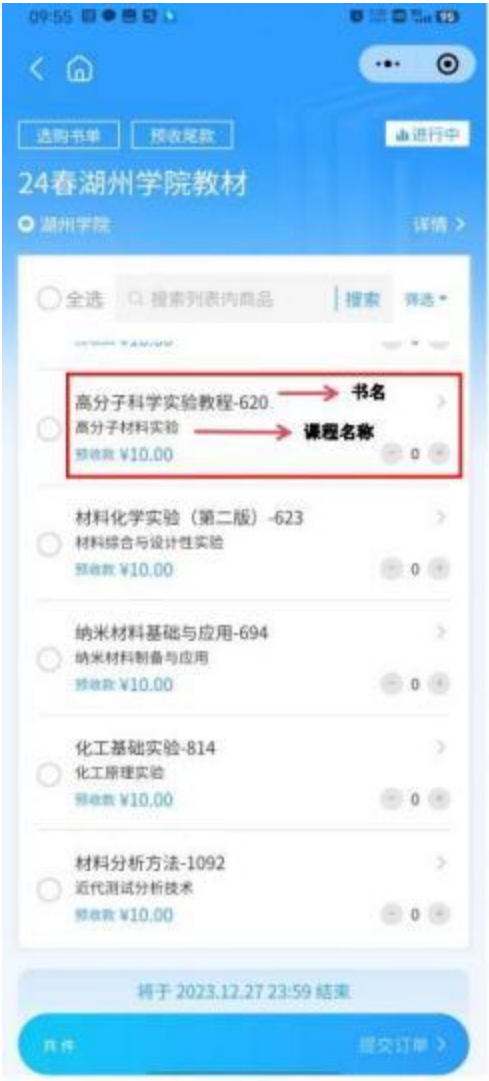 09:55
95
选购书单 预收尾款 进行中
24春湖州学院教材
湖州学院 详情 >
全选 搜索列表内商品 搜索 筛选
高分子科学实验教程-620 书名
高分子材料实验 课程名称
预收款 ¥10.00 0
材料化学实验（第二版）-623
材料综合与设计性实验
预收款 ¥10.00 0
纳米材料基础与应用-694
纳米材料制备与应用
预收款 ¥10.00 0
化工基础实验-814
化工原理实验
预收款 ¥10.00 0
材料分析方法-1092
近代测试分析技术
预收款 ¥10.00 0
将于 2023.12.27 23:59 结束
共 件 提交订单 >